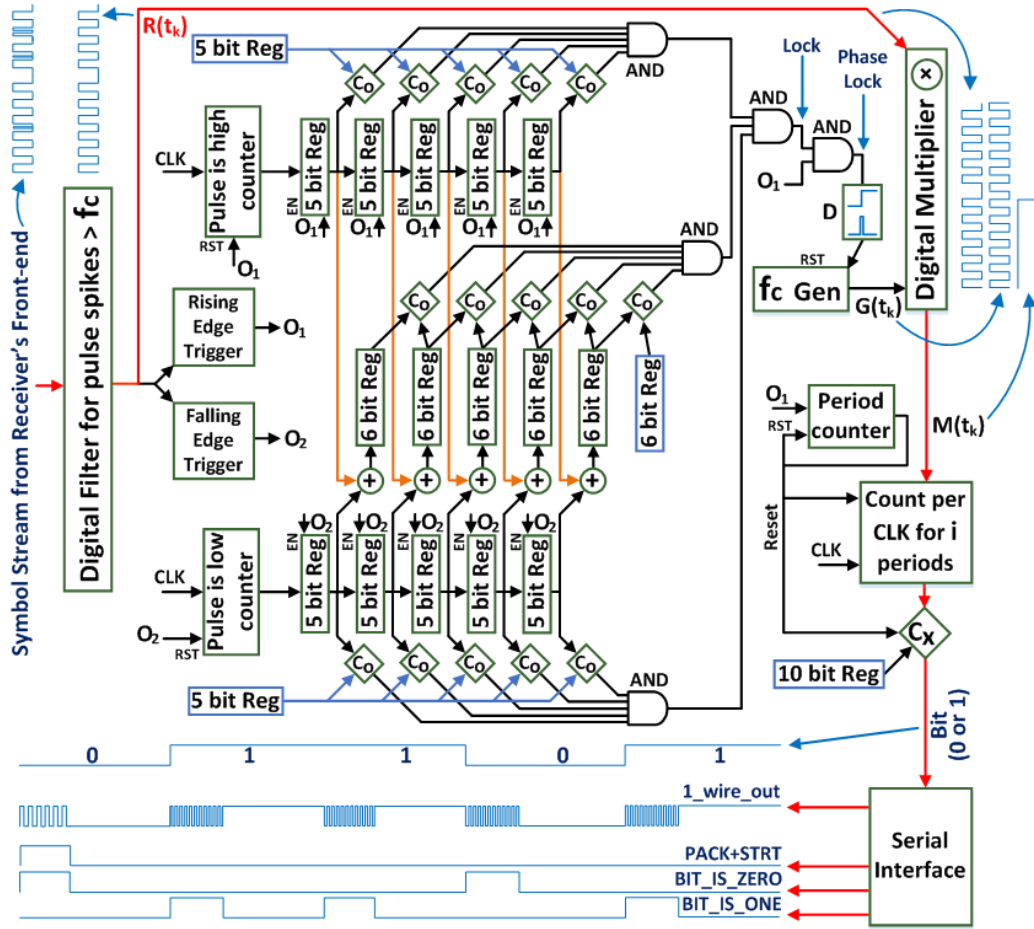 Symbol Stream from Receiver's Front-end
Digital Filter for pulse spikes > fc
R(tk)
5 bit Reg
Co
Co
Co
Co
Co
AND
CLK
Pulse is high
counter
RST
O1
5 bit Reg
5 bit Reg
5 bit Reg
5 bit Reg
5 bit Reg
EN
O1
EN
O1
EN
O1
EN
O1
EN
O1
AND
Lock
Phase
Lock
AND
O1
D
RST
fc Gen
G(tk)
Digital Multiplier
×
AND
Co
Co
Co
Co
Co
Rising
Edge
Trigger
O1
Falling
Edge
Trigger
O2
6 bit Reg
6 bit Reg
6 bit Reg
6 bit Reg
6 bit Reg
6 bit Reg
+
+
+
+
+
O1
RST
Period
counter
M(tk)
Reset
Count per
CLK for i
periods
CLK
Cx
10 bit Reg
CLK
O2
RST
Pulse is low
counter
EN
O2
EN
O2
EN
O2
EN
O2
EN
O2
5 bit Reg
5 bit Reg
5 bit Reg
5 bit Reg
5 bit Reg
Co
Co
Co
Co
Co
5 bit Reg
AND
Bit
(0 or 1)
0
1
1
0
1
1_wire_out
PACK+STRT
BIT_IS_ZERO
BIT_IS_ONE
Serial
Interface